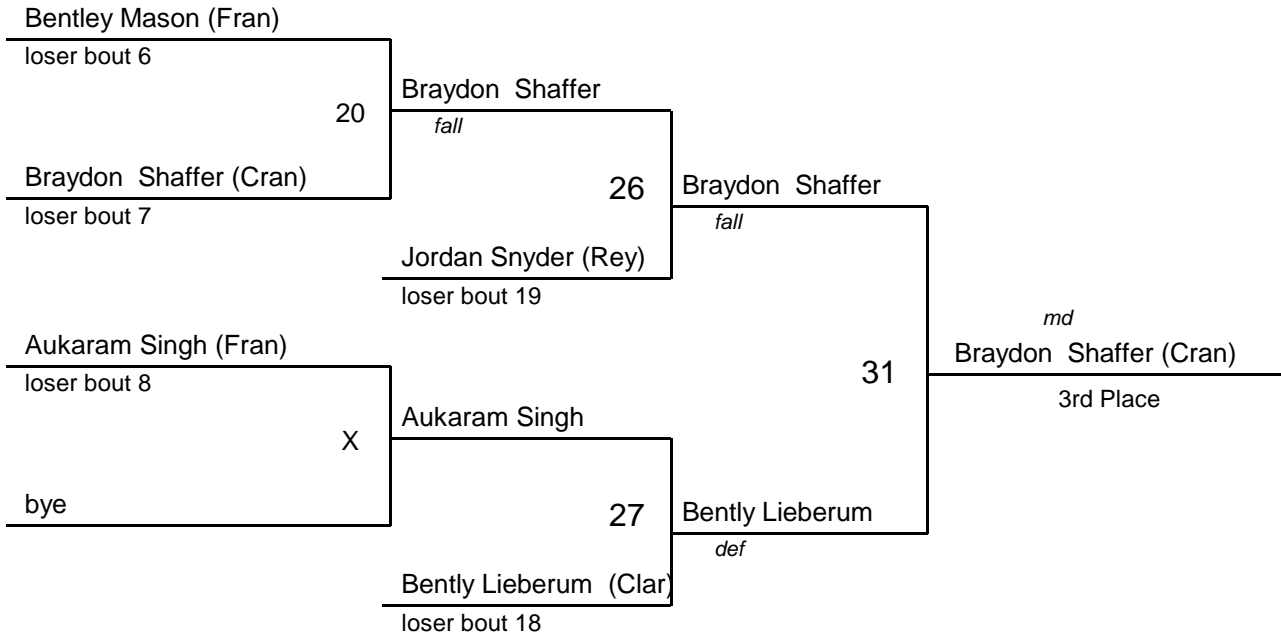 Bentley Mason (Fran)
loser bout 6
Braydon  Shaffer
20
fall
Braydon  Shaffer (Cran)
loser bout 7
26
Braydon  Shaffer
fall
Jordan Snyder (Rey)
loser bout 19
md
Aukaram Singh (Fran)
loser bout 8
31
Braydon  Shaffer (Cran)
3rd Place
Aukaram Singh
X
bye
27
Bently Lieberum
def
Bently Lieberum  (Clar)
loser bout 18